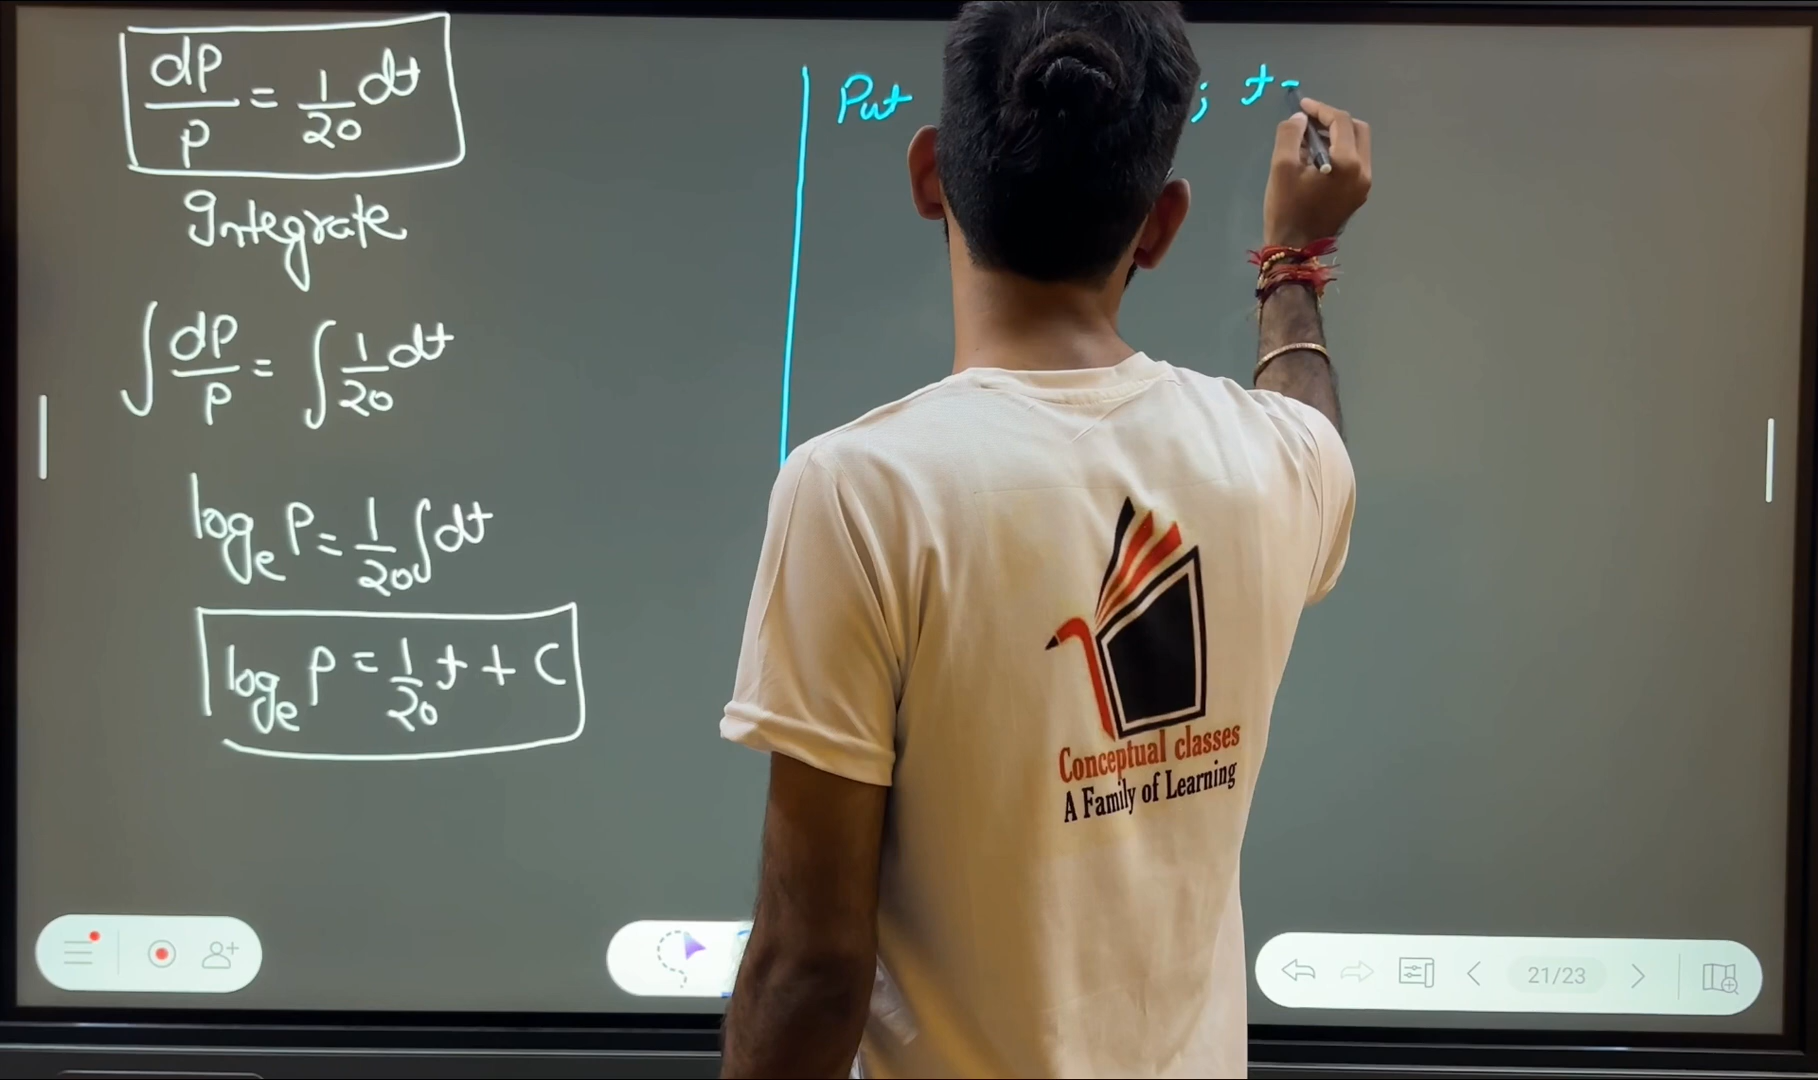 dP/P = 1/20 dt
Integrate
∫ dP/P = ∫ 1/20 dt
logₑ P = 1/20 ∫ dt
logₑ P = 1/20 t + C
Put ; t -
Conceptual classes
A Family of Learning
21/23